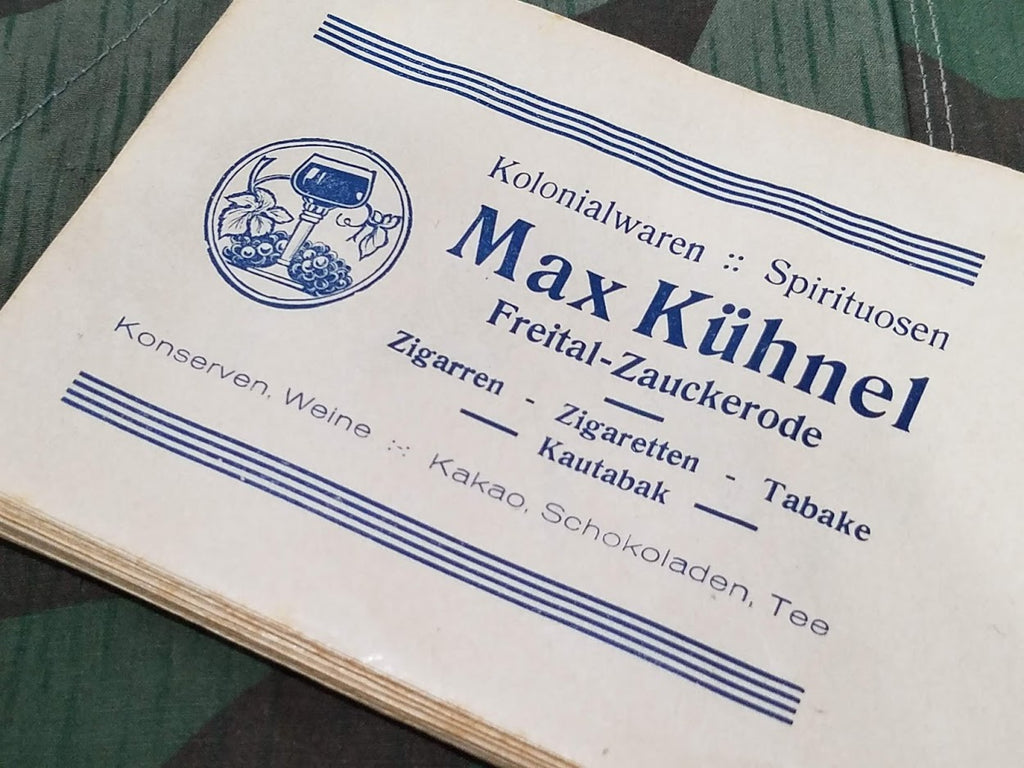 Kolonialwaren :: Spirituosen
Max Kühnel
Freital-Zauckerode
Zigarren - Zigaretten - Tabake
Kautabak
Konserven, Weine :: Kakao, Schokoladen, Tee